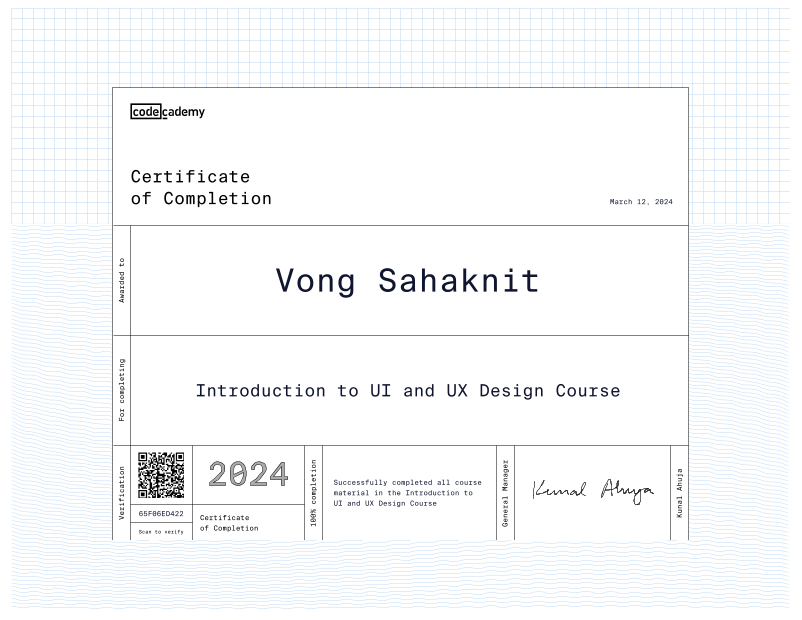 codecademy
Certificate
of Completion
March 12, 2024
Awarded to
Vong Sahaknit
For completing
Introduction to UI and UX Design Course
Verification
65F06ED422
Scan to verify
2024
Certificate
of Completion
100% completion
Successfully completed all course
material in the Introduction to
UI and UX Design Course
General Manager
Kunal Ahuja
Kunal Ahuja